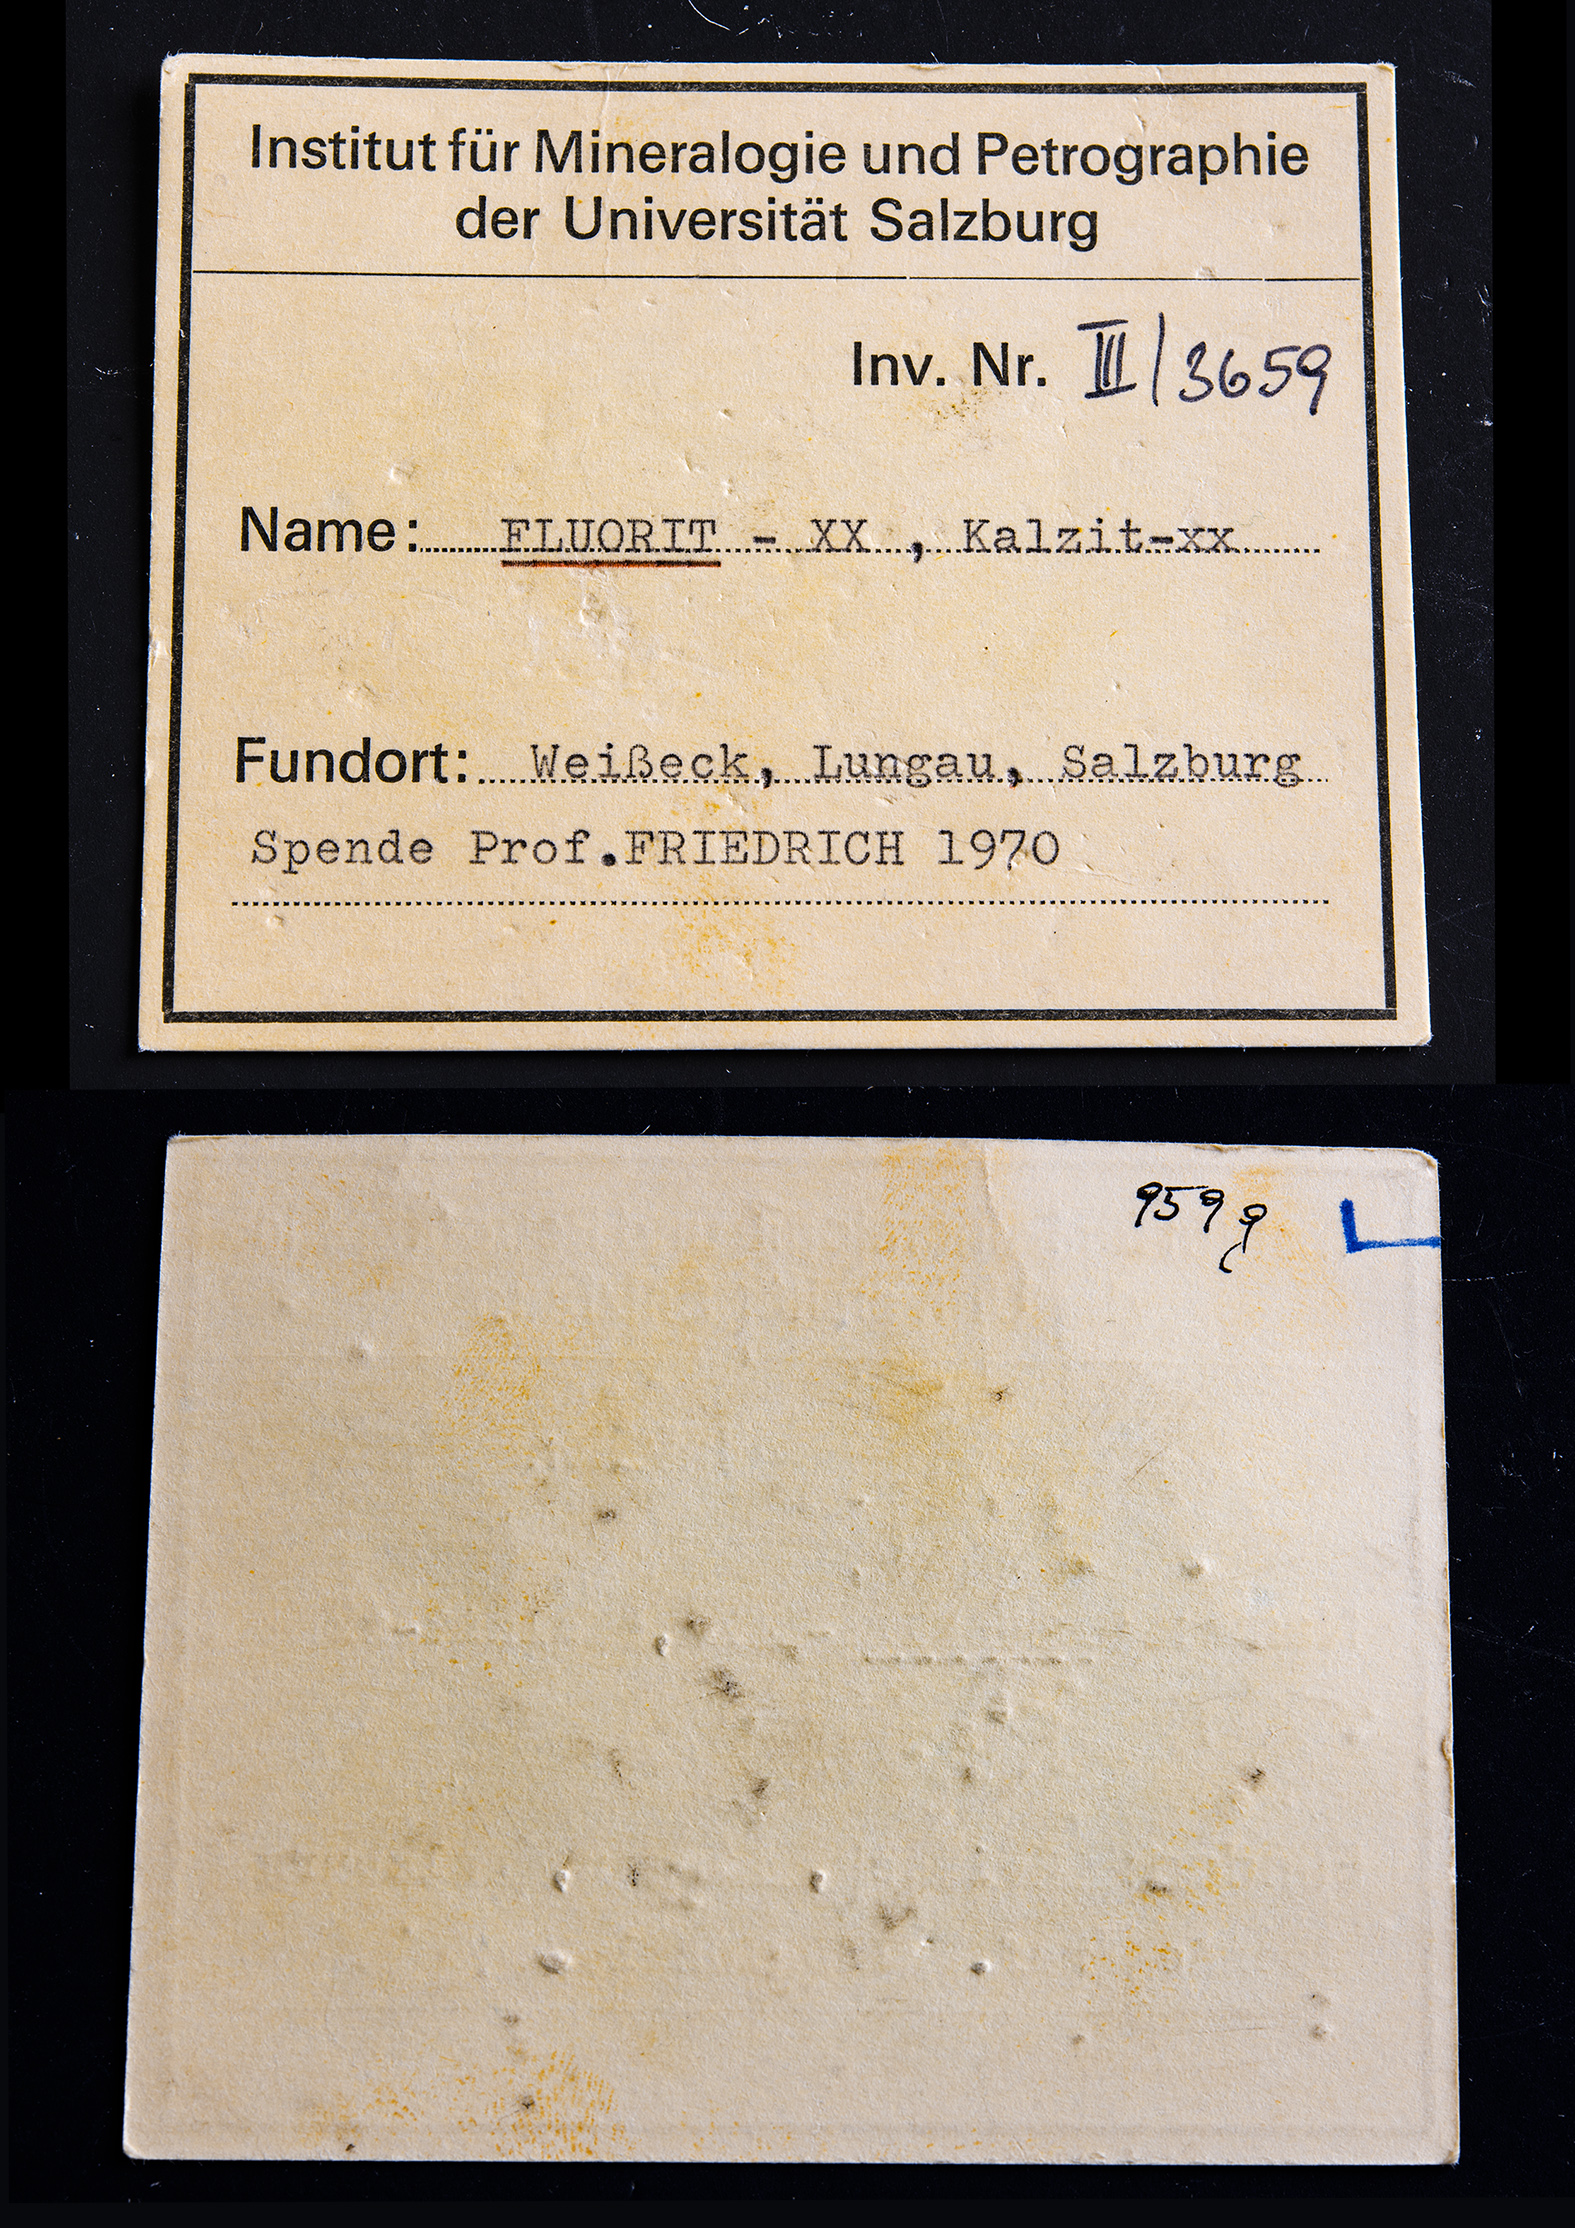 Institut für Mineralogie und Petrographie
der Universität Salzburg
Inv. Nr. III/3659
Name: FLUORIT - XX , Kalzit-xx
Fundort: Weißeck, Lungau, Salzburg
Spende Prof.FRIEDRICH 1970
959 g